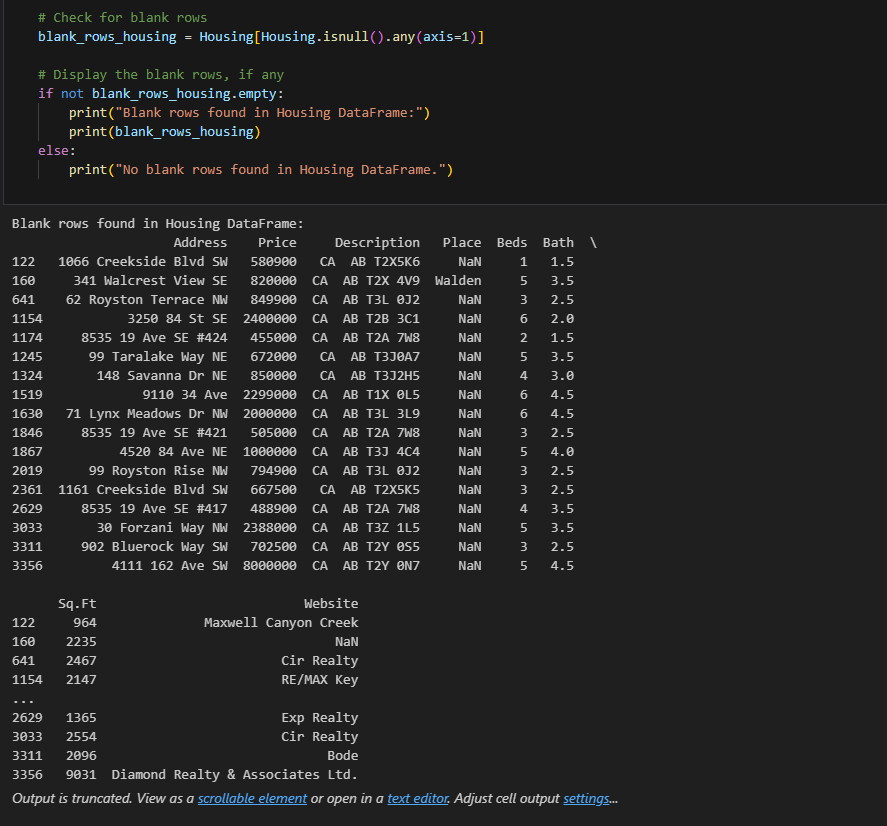 # Check for blank rows
blank_rows_housing = Housing[Housing.isnull().any(axis=1)]
# Display the blank rows, if any
if not blank_rows_housing.empty:
    print("Blank rows found in Housing DataFrame:")
    print(blank_rows_housing)
else:
    print("No blank rows found in Housing DataFrame.")
Blank rows found in Housing DataFrame:
                     Address    Price     Description   Place  Beds  Bath  \
122   1066 Creekside Blvd SW   580900   CA  AB T2X5K6     NaN     1   1.5
160     341 Walcrest View SE   820000  CA  AB T2X 4V9  Walden     5   3.5
641    62 Royston Terrace NW   849900  CA  AB T3L 0J2     NaN     3   2.5
1154           3250 84 St SE  2400000  CA  AB T2B 3C1     NaN     6   2.0
1174     8535 19 Ave SE #424   455000  CA  AB T2A 7W8     NaN     2   1.5
1245      99 Taralake Way NE   672000   CA  AB T3J0A7     NaN     5   3.5
1324       148 Savanna Dr NE   850000   CA  AB T3J2H5     NaN     4   3.0
1519             9110 34 Ave  2299000  CA  AB T1X 0L5     NaN     6   4.5
1630   71 Lynx Meadows Dr NW  2000000  CA  AB T3L 3L9     NaN     6   4.5
1846     8535 19 Ave SE #421   505000  CA  AB T2A 7W8     NaN     3   2.5
1867          4520 84 Ave NE  1000000  CA  AB T3J 4C4     NaN     5   4.0
2019      99 Royston Rise NW   794900  CA  AB T3L 0J2     NaN     3   2.5
2361  1161 Creekside Blvd SW   667500   CA  AB T2X5K5     NaN     3   2.5
2629     8535 19 Ave SE #417   488900  CA  AB T2A 7W8     NaN     4   3.5
3033       30 Forzani Way NW  2388000  CA  AB T3Z 1L5     NaN     5   3.5
3311     902 Bluerock Way SW   702500  CA  AB T2Y 0S5     NaN     3   2.5
3356         4111 162 Ave SW  8000000  CA  AB T2Y 0N7     NaN     5   4.5
      Sq.Ft                           Website
122     964              Maxwell Canyon Creek
160    2235                               NaN
641    2467                        Cir Realty
1154   2147                        RE/MAX Key
...
2629   1365                        Exp Realty
3033   2554                        Cir Realty
3311   2096                              Bode
3356   9031  Diamond Realty & Associates Ltd.
Output is truncated. View as a scrollable element or open in a text editor. Adjust cell output settings...